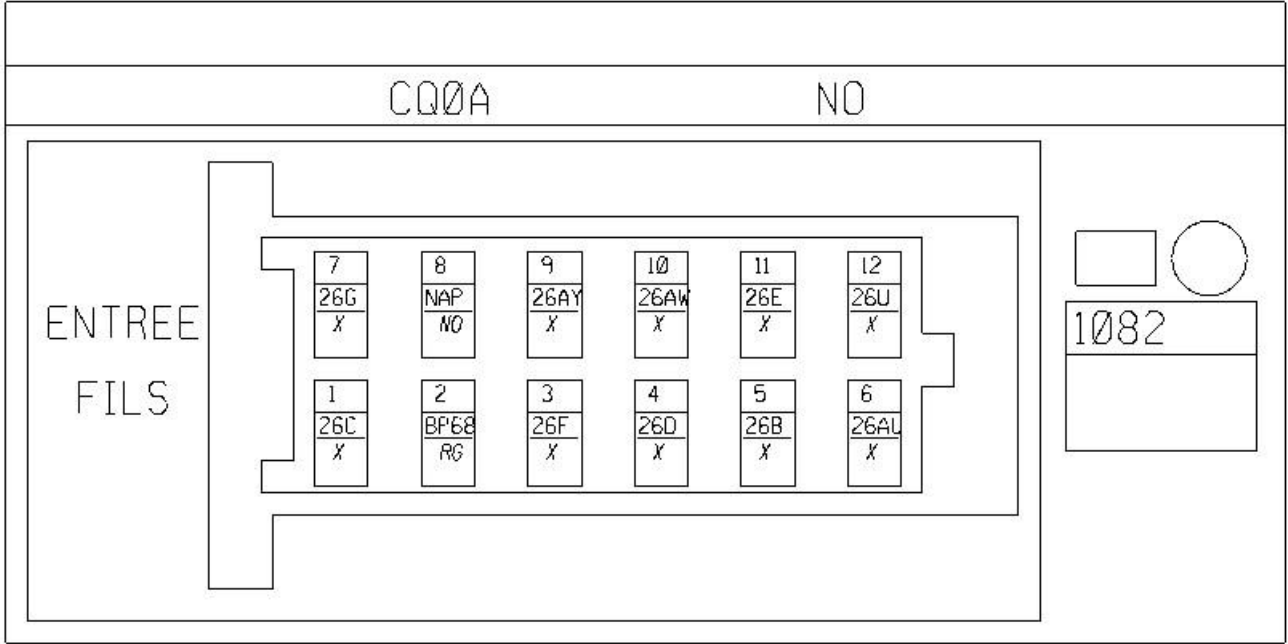 CQ0A NO
7 8 9 10 11 12
26G NAP 26AY 26AW 26E 26U
X NO X X X X
ENTREE
FILS
1 2 3 4 5 6
26C BP68 26F 26D 26B 26AU
X RG X X X X
1082